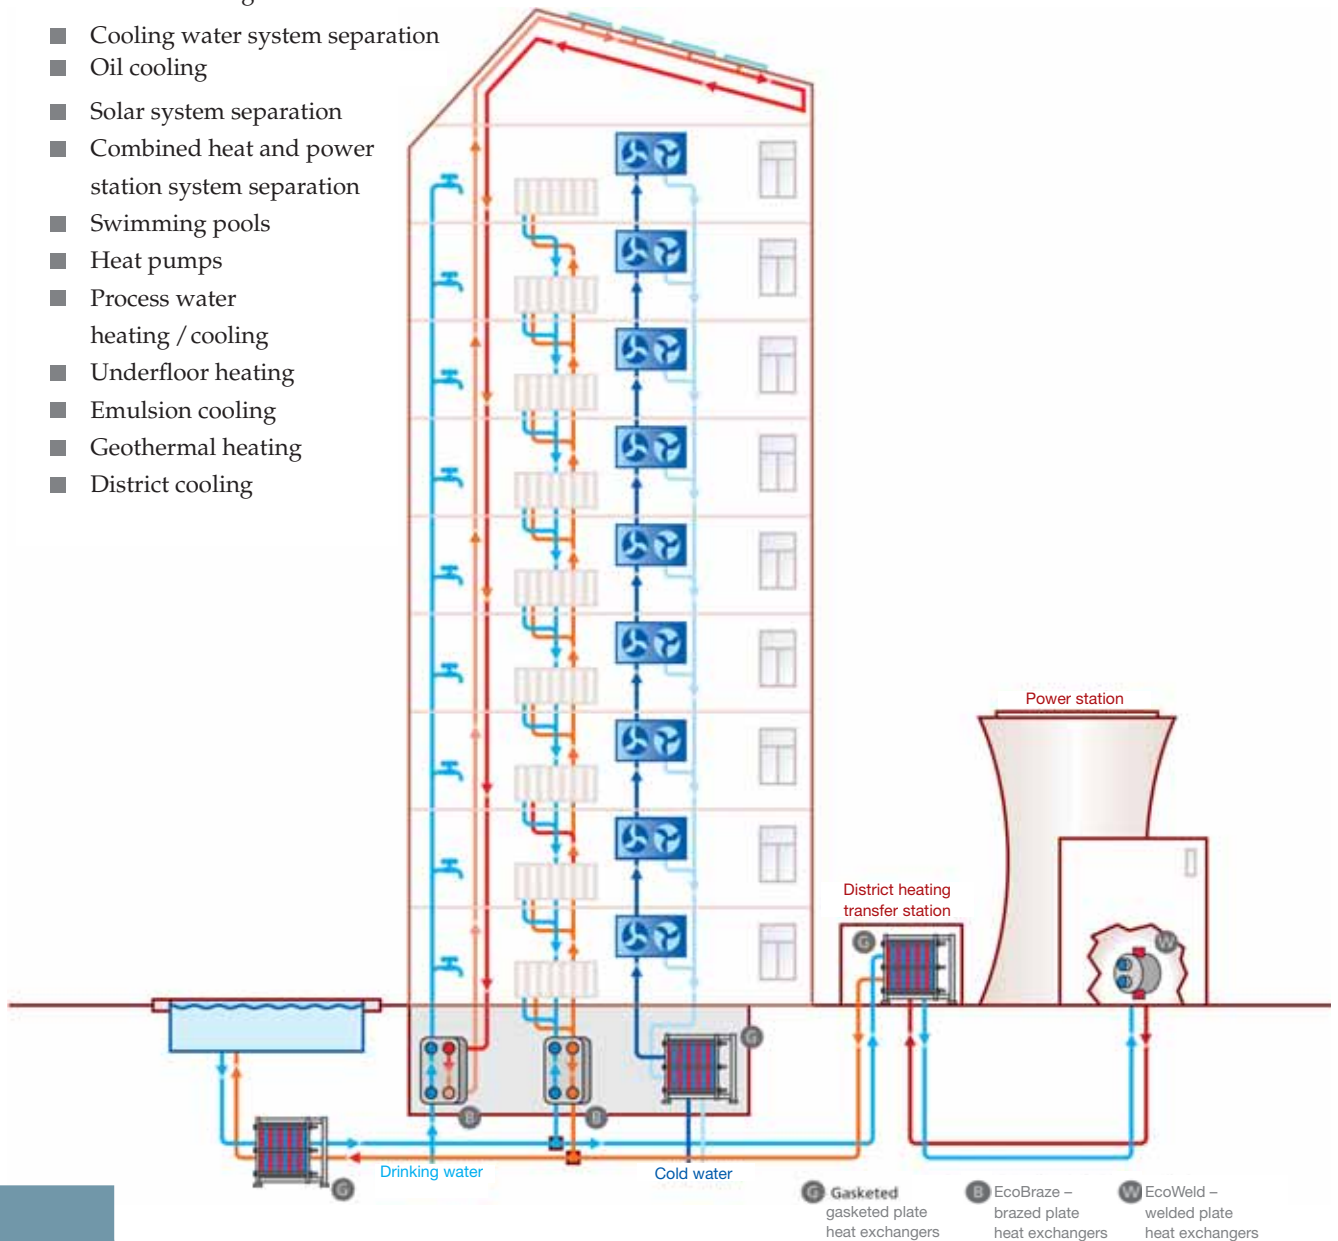 Cooling water system separation
Oil cooling
Solar system separation
Combined heat and power
station system separation
Swimming pools
Heat pumps
Process water
heating / cooling
Underfloor heating
Emulsion cooling
Geothermal heating
District cooling
Power station
District heating
transfer station
G
W
G
B
B
G
Drinking water
Cold water
G Gasketed
gasketed plate
heat exchangers
B EcoBraze –
brazed plate
heat exchangers
W EcoWeld –
welded plate
heat exchangers